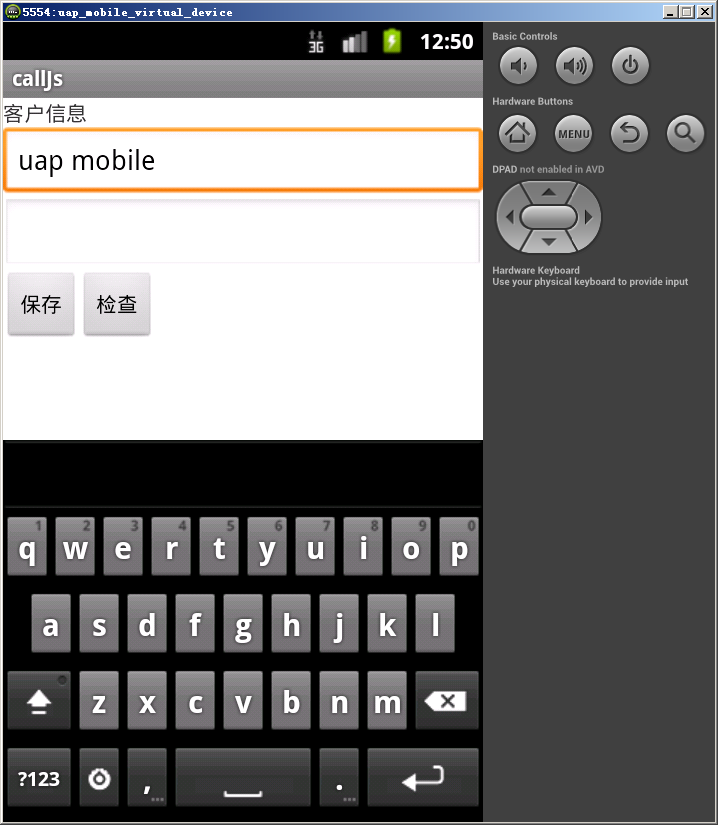 5554:uap_mobile_virtual_device
3G 12:50
callJs
客户信息
uap mobile
保存 检查
1 2 3 4 5 6 7 8 9 0
q w e r t y u i o p
a s d f g h j k l
z x c v b n m
?123 , ... . ...
Basic Controls
Hardware Buttons
MENU
DPAD not enabled in AVD
Hardware Keyboard
Use your physical keyboard to provide input